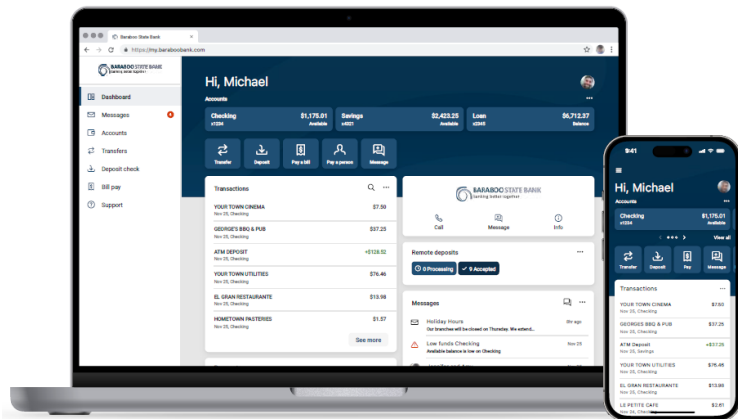 Baraboo State Bank
https://my.baraboobank.com
BARABOO STATE BANK
banking better together
Dashboard
Messages
Accounts
Transfers
Deposit check
Bill pay
Support
Hi, Michael
Accounts
Checking $1,175.01
x1234 Available
Savings $2,423.25
x4321 Available
Loan $6,712.37
x2345 Balance
Transfer
Deposit
Pay a bill
Pay a person
Message
Transactions
YOUR TOWN CINEMA $7.50
Nov 25, Checking
GEORGE'S BBQ & PUB $37.25
Nov 25, Checking
ATM DEPOSIT +$128.52
Nov 25, Checking
YOUR TOWN UTILITIES $76.46
Nov 25, Checking
EL GRAN RESTAURANTE $13.98
Nov 25, Checking
HOMETOWN PASTERIES $1.57
Nov 25, Checking
See more
BARABOO STATE BANK
banking better together
Call
Message
Info
Remote deposits
0 Processing
9 Accepted
Messages
Holiday Hours
Our branches will be closed on Thursday. We extend...
Low funds Checking Nov 25
Available balance is low on Checking
9:41
Hi, Michael
Accounts
Checking $1,175.01
x1234 Available
View all
Transfer
Deposit
Pay
Message
Transactions
YOUR TOWN CINEMA $7.50
Nov 25, Checking
GEORGES BBQ & PUB $37.25
Nov 25, Checking
ATM Deposit +$37.25
Nov 25, Savings
YOUR TOWN UTILITIES $76.46
Nov 25, Checking
EL GRAN RESTAURANTE $13.98
Nov 25, Checking
LE PETITE CAFE $3.61
Nov 24, Checking